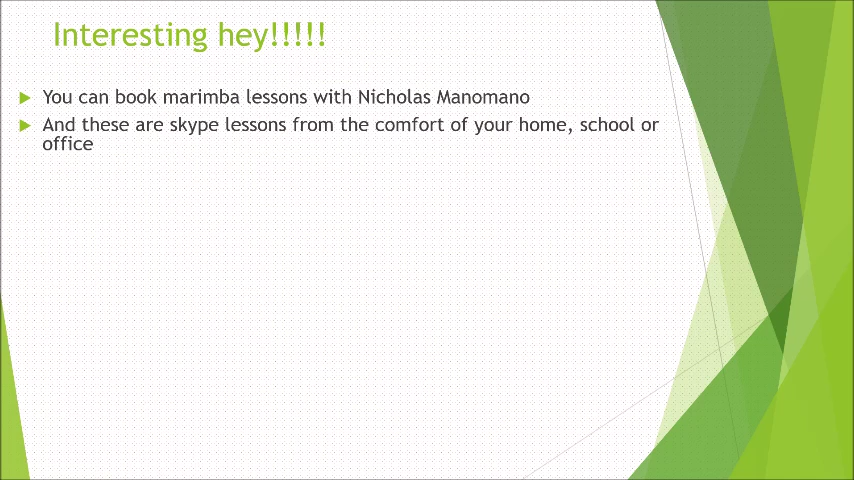 Interesting hey!!!!!
You can book marimba lessons with Nicholas Manomano
And these are skype lessons from the comfort of your home, school or
office